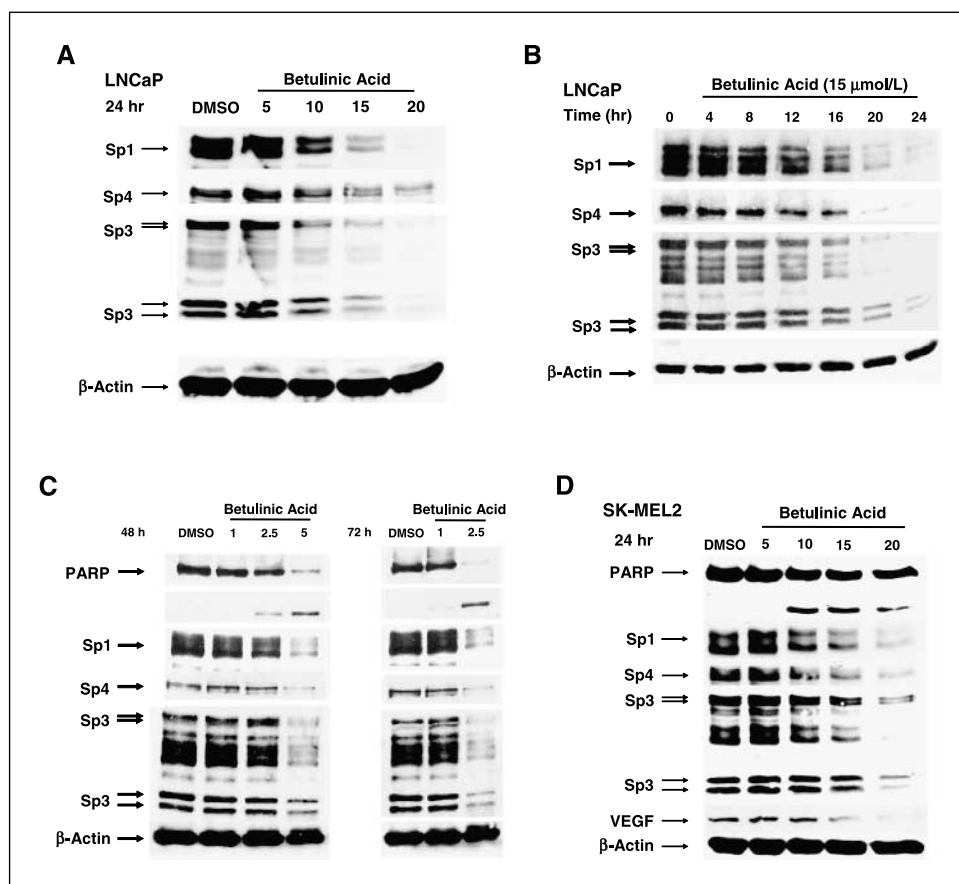 A
LNCaP
Betulinic Acid
24 hr DMSO 5 10 15 20
Sp1
Sp4
Sp3
Sp3
β-Actin
B
LNCaP
Betulinic Acid (15 μmol/L)
Time (hr) 0 4 8 12 16 20 24
Sp1
Sp4
Sp3
Sp3
β-Actin
C
Betulinic Acid
48 h DMSO 1 2.5 5
Betulinic Acid
72 h DMSO 1 2.5
PARP
Sp1
Sp4
Sp3
Sp3
β-Actin
D
SK-MEL2
Betulinic Acid
24 hr
DMSO 5 10 15 20
PARP
Sp1
Sp4
Sp3
Sp3
VEGF
β-Actin